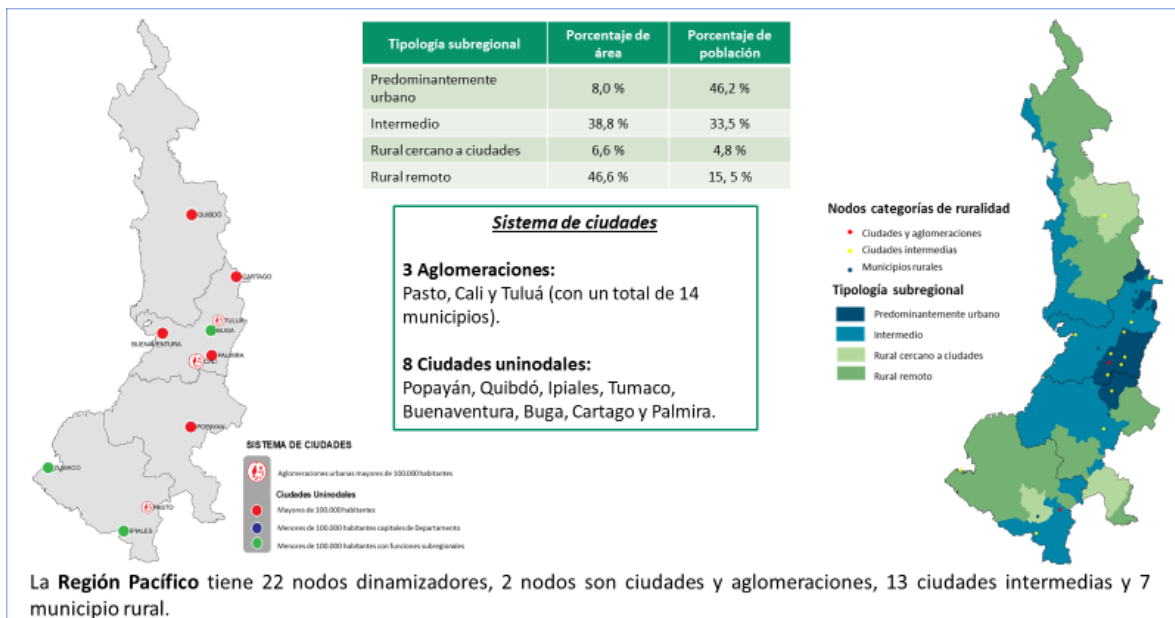 Tipología subregional
Porcentaje de área
Porcentaje de población
Predominantemente urbano
8,0 %
46,2 %
Intermedio
38,8 %
33,5 %
Rural cercano a ciudades
6,6 %
4,8 %
Rural remoto
46,6 %
15, 5 %
Sistema de ciudades
3 Aglomeraciones:
Pasto, Cali y Tuluá (con un total de 14
municipios).
8 Ciudades uninodales:
Popayán, Quibdó, Ipiales, Tumaco,
Buenaventura, Buga, Cartago y Palmira.
QUIBDÓ
CARTAGO
TULUA
BUGA
BUENAVENTURA
PALMIRA
CALI
POPAYAN
TUMACO
PASTO
IPIALES
SISTEMA DE CIUDADES
Aglomeraciones urbanas mayores de 100.000 habitantes
Ciudades Uninodales
Mayores de 100.000 habitantes
Menores de 100.000 habitantes capitales de Departamento
Menores de 100.000 habitantes con funciones subregionales
Nodos categorías de ruralidad
Ciudades y aglomeraciones
Ciudades intermedias
Municipios rurales
Tipología subregional
Predominantemente urbano
Intermedio
Rural cercano a ciudades
Rural remoto
La Región Pacífico tiene 22 nodos dinamizadores, 2 nodos son ciudades y aglomeraciones, 13 ciudades intermedias y 7
municipio rural.